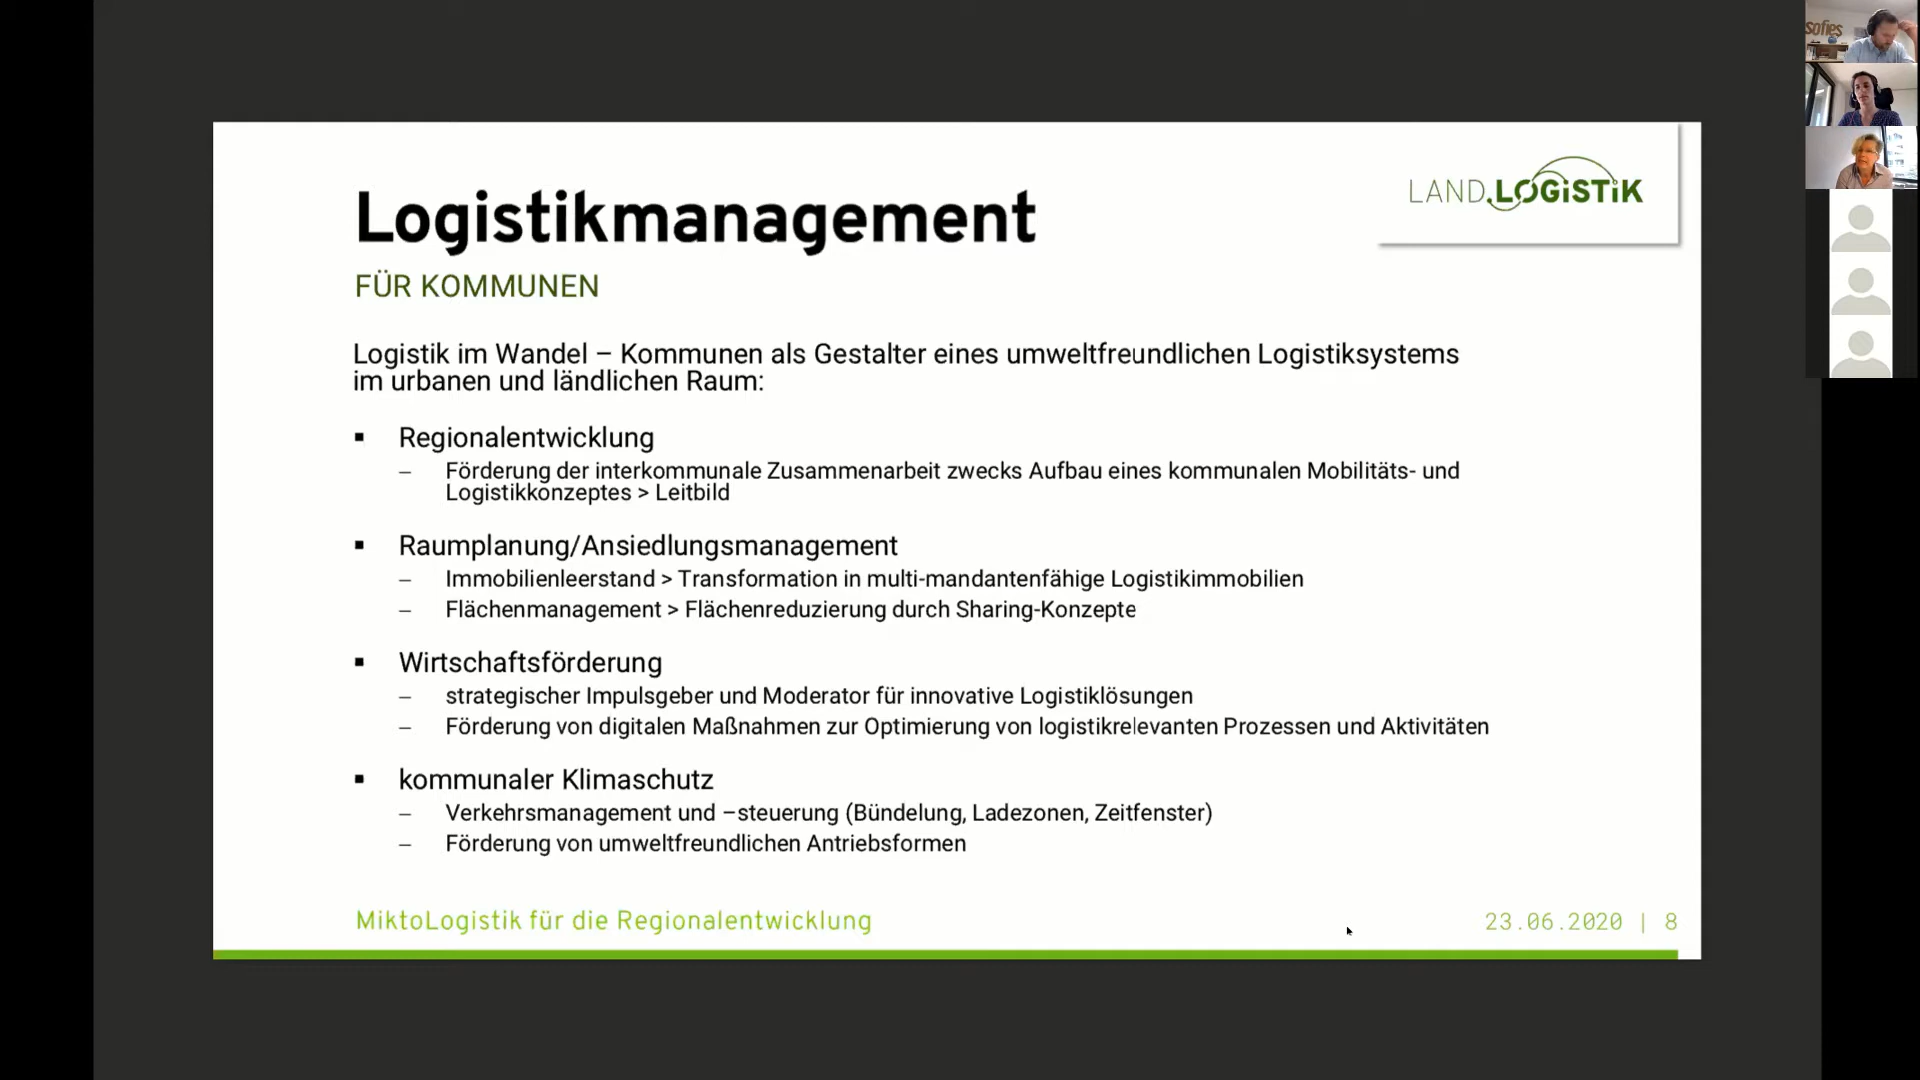 sofies
LAND.LOGiSTiK
Logistikmanagement
FÜR KOMMUNEN
Logistik im Wandel – Kommunen als Gestalter eines umweltfreundlichen Logistiksystems
im urbanen und ländlichen Raum:
▪ Regionalentwicklung
– Förderung der interkommunale Zusammenarbeit zwecks Aufbau eines kommunalen Mobilitäts- und
Logistikkonzeptes > Leitbild
▪ Raumplanung/Ansiedlungsmanagement
– Immobilienleerstand > Transformation in multi-mandantenfähige Logistikimmobilien
– Flächenmanagement > Flächenreduzierung durch Sharing-Konzepte
▪ Wirtschaftsförderung
– strategischer Impulsgeber und Moderator für innovative Logistiklösungen
– Förderung von digitalen Maßnahmen zur Optimierung von logistikrelevanten Prozessen und Aktivitäten
▪ kommunaler Klimaschutz
– Verkehrsmanagement und –steuerung (Bündelung, Ladezonen, Zeitfenster)
– Förderung von umweltfreundlichen Antriebsformen
MiktoLogistik für die Regionalentwicklung
23.06.2020 | 8